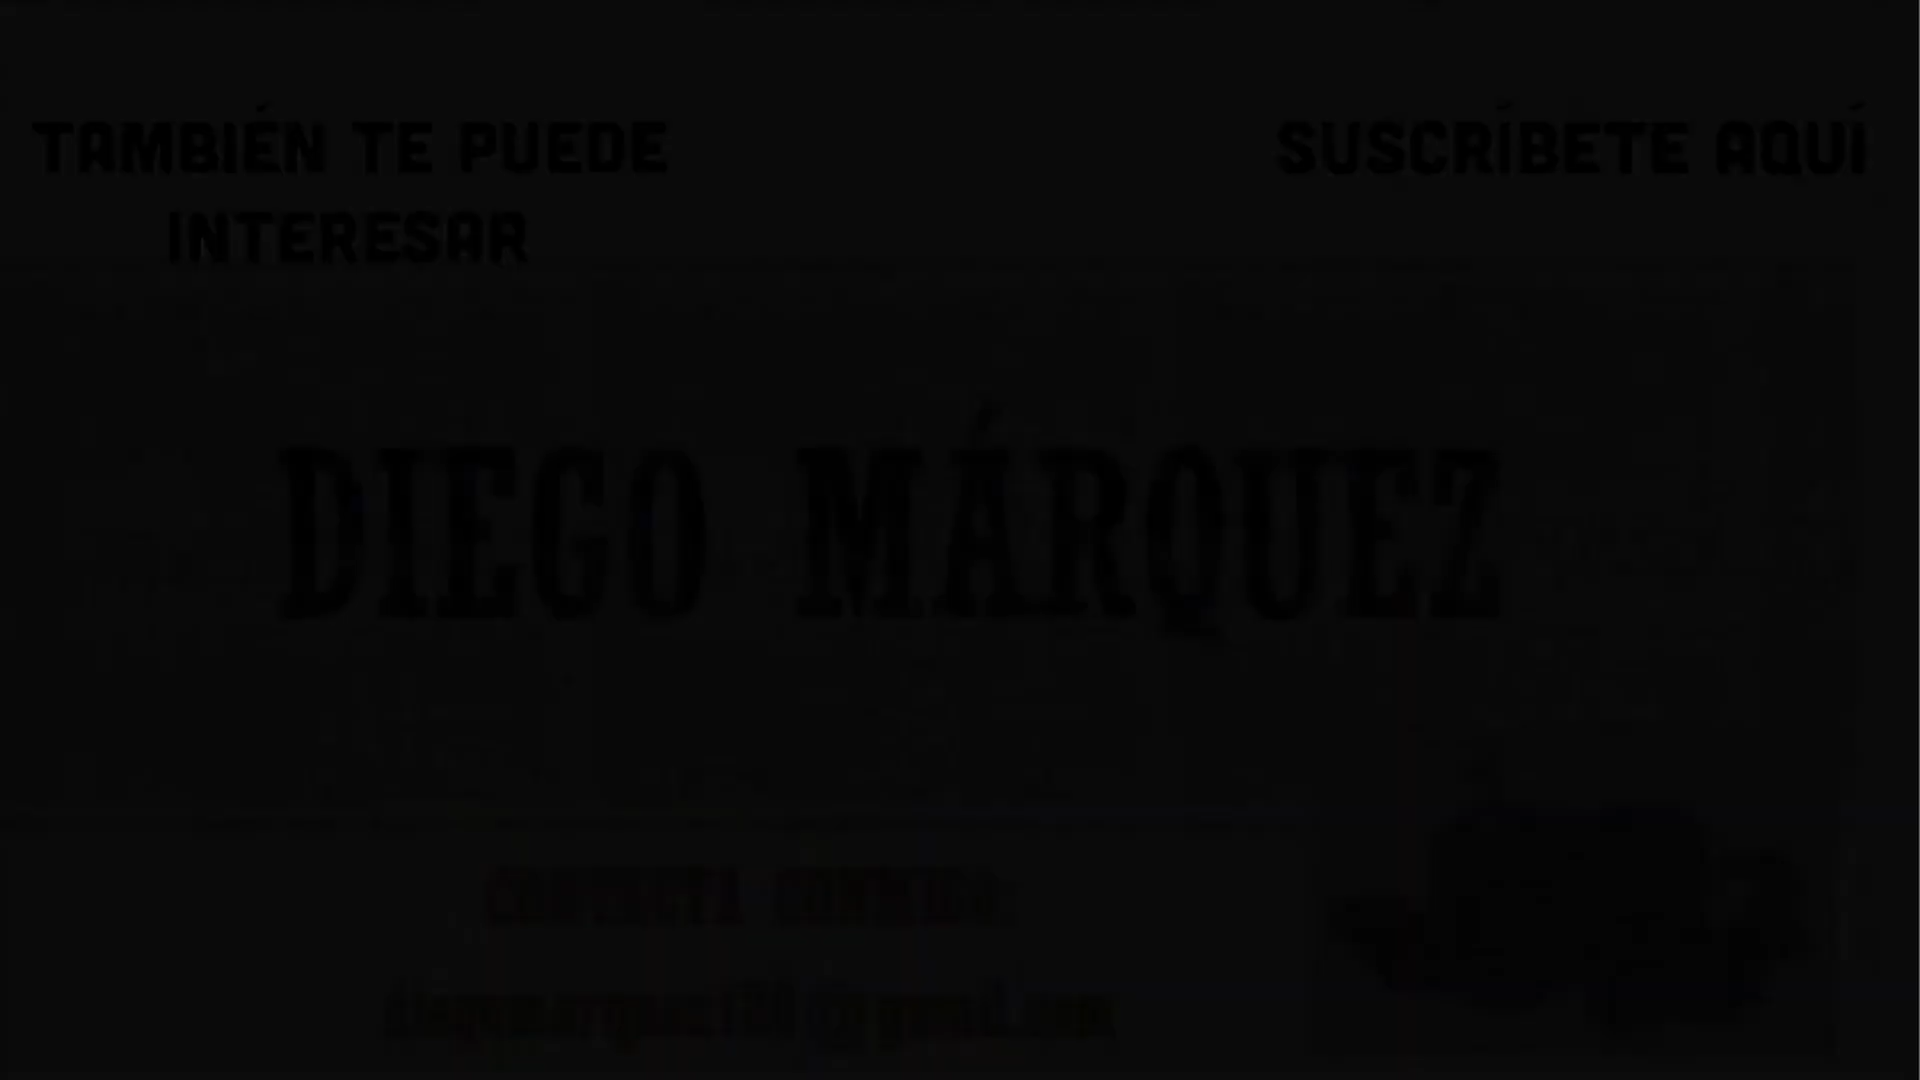 TAMBIÉN TE PUEDE
INTERESAR
SUSCRÍBETE AQUÍ
DIEGO MÁRQUEZ
CONTACTA CONMIGO